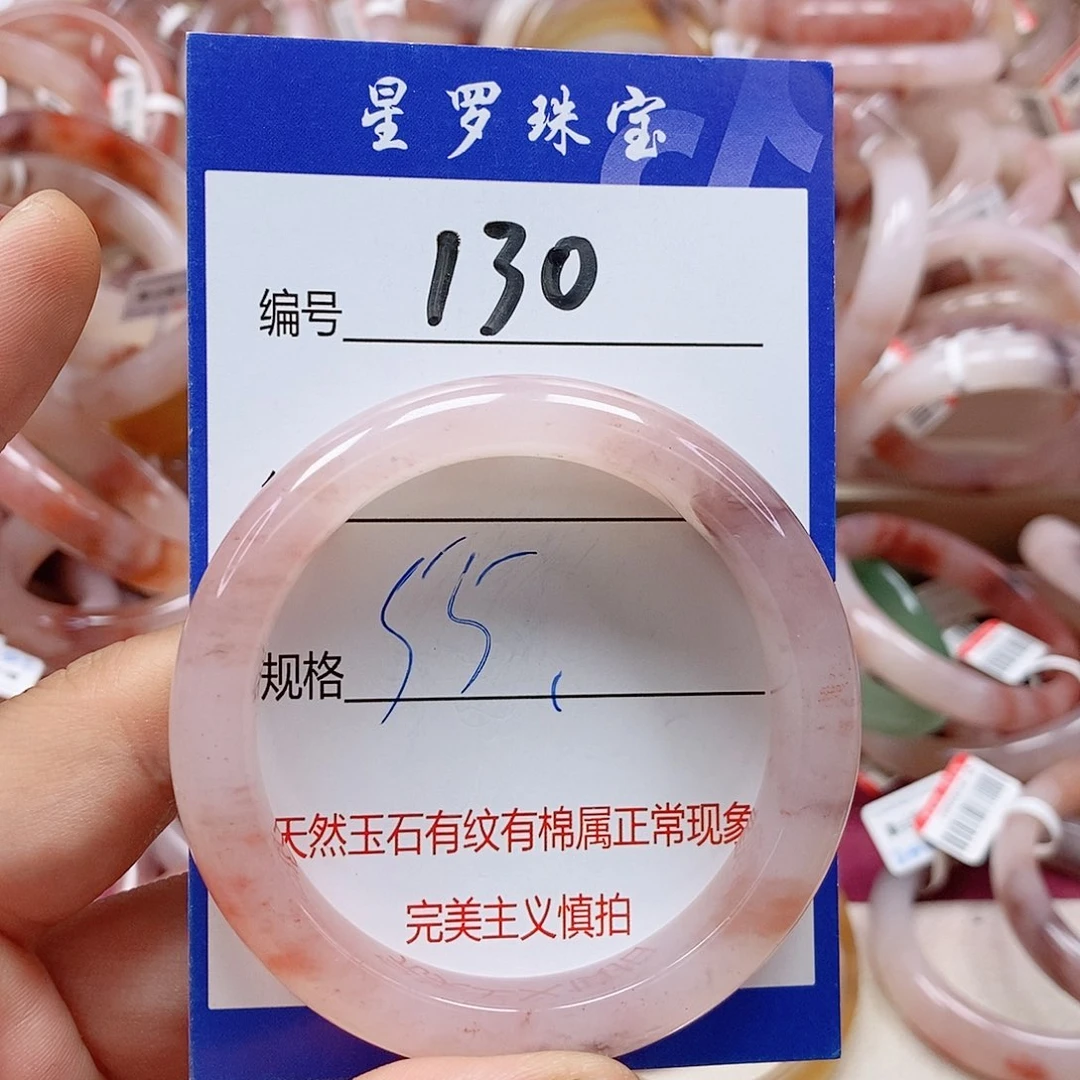 星罗珠宝
编号 130
规格 55.
天然玉石有纹有棉属正常现象
完美主义慎拍